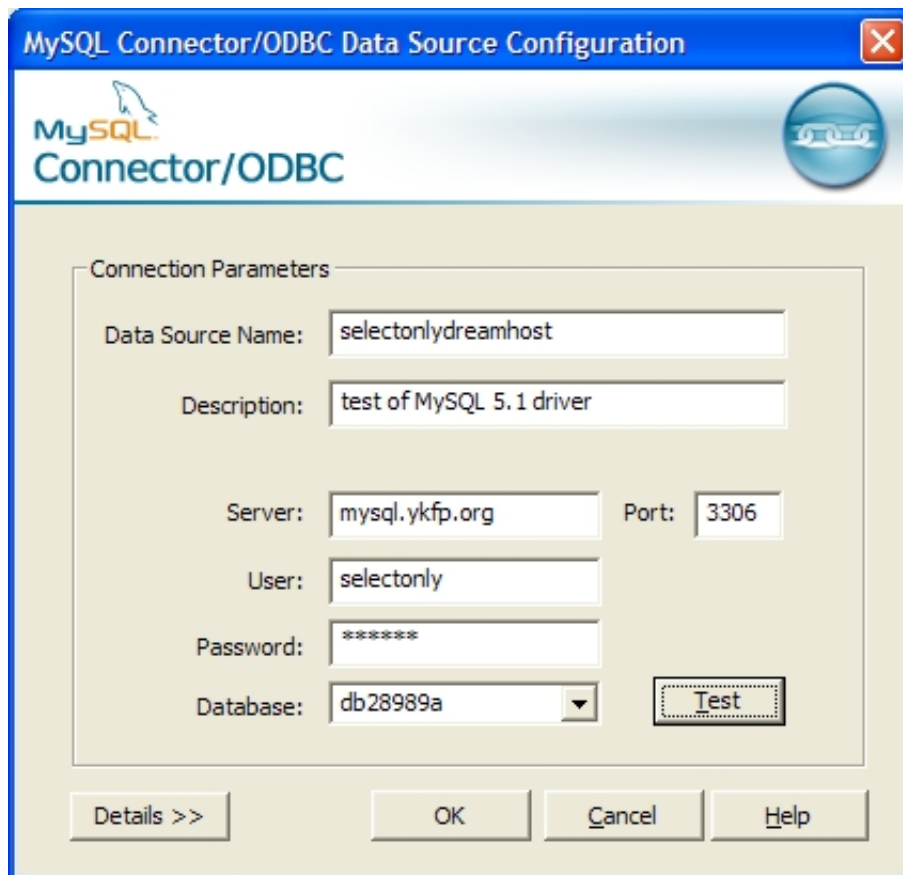 MySQL Connector/ODBC Data Source Configuration
MySQL
Connector/ODBC
Connection Parameters
Data Source Name: selectonlydreamhost
Description: test of MySQL 5.1 driver
Server: mysql.ykfp.org Port: 3306
User: selectonly
Password: ******
Database: db28989a Test
Details >> OK Cancel Help